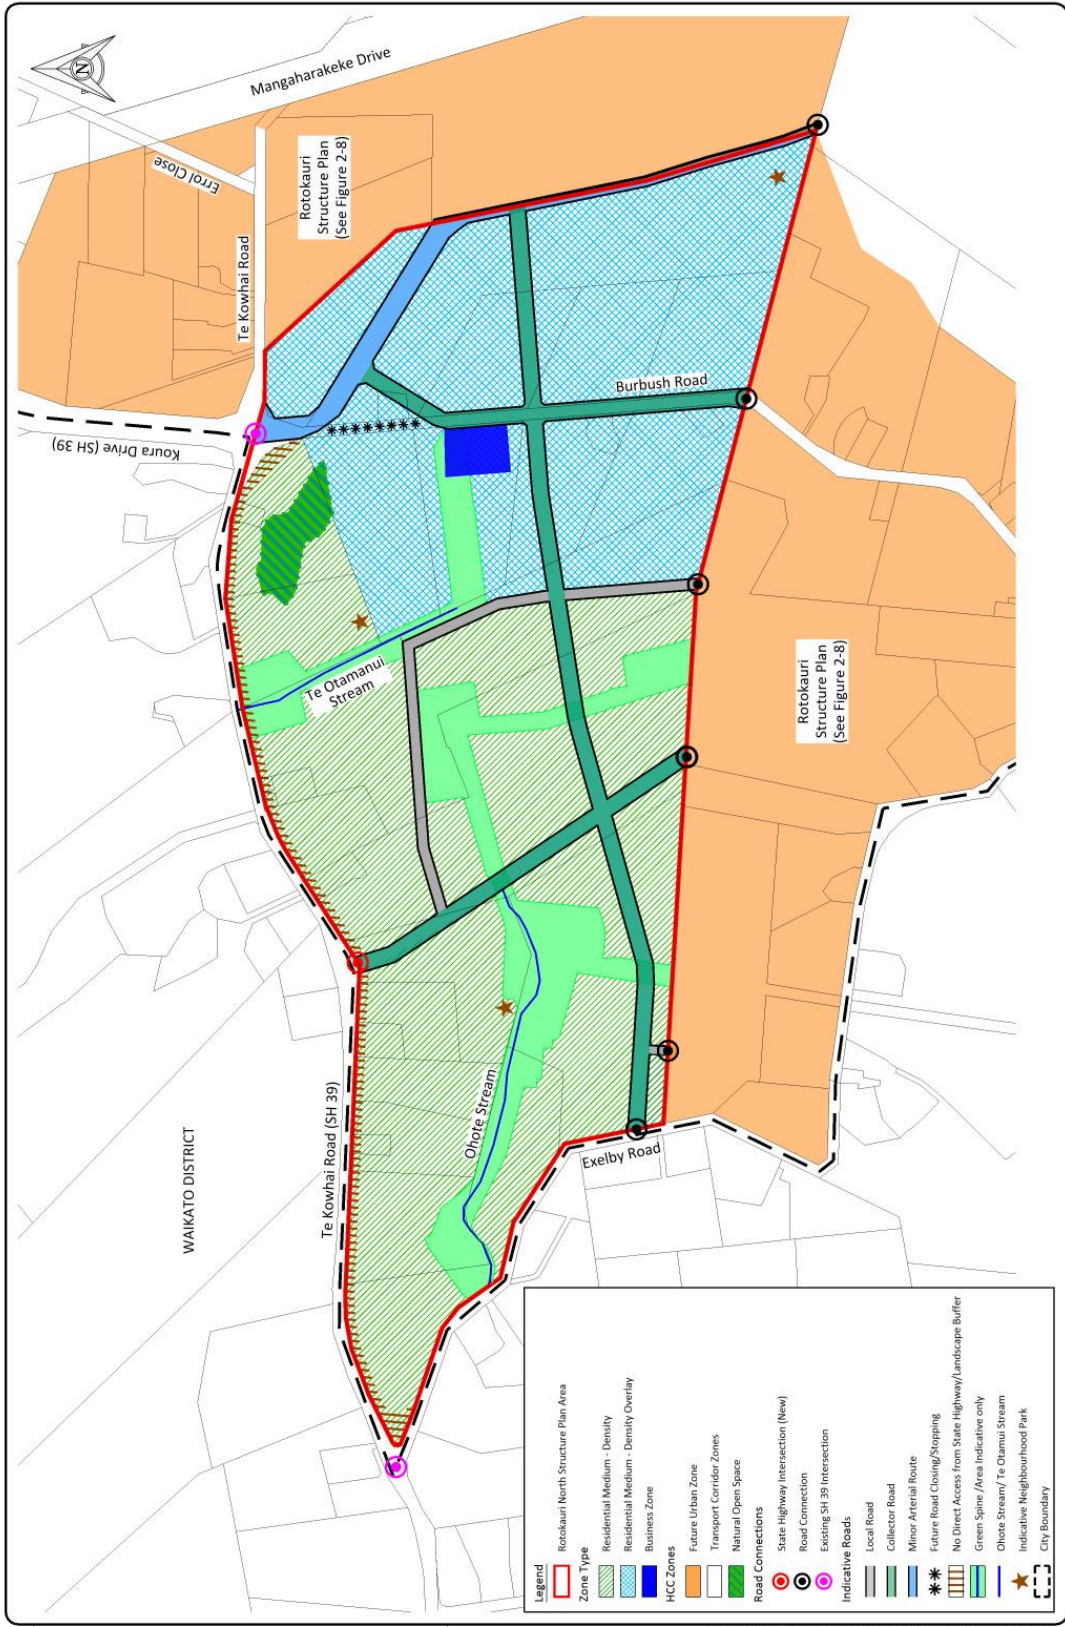 N
Mangaharakeke Drive
Errol Close
Te Kowhai Road
Rotokauri
Structure Plan
(See Figure 2-8)
Koura Drive (SH 39)
Burbush Road
Te Otamanui
Stream
Rotokauri
Structure Plan
(See Figure 2-8)
WAIKATO DISTRICT
Te Kowhai Road (SH 39)
Ohote Stream
Exelby Road
Legend
Rotokauri North Structure Plan Area
Zone Type
Residential Medium - Density
Residential Medium - Density Overlay
Business Zone
HCC Zones
Future Urban Zone
Transport Corridor Zones
Natural Open Space
Road Connections
State Highway Intersection (New)
Road Connection
Existing SH 39 Intersection
Indicative Roads
Local Road
Collector Road
Minor Arterial Route
Future Road Closing/Stopping
No Direct Access from State Highway/Landscape Buffer
Green Spine /Area Indicative only
Ohote Stream/ Te Otamui Stream
Indicative Neighbourhood Park
City Boundary